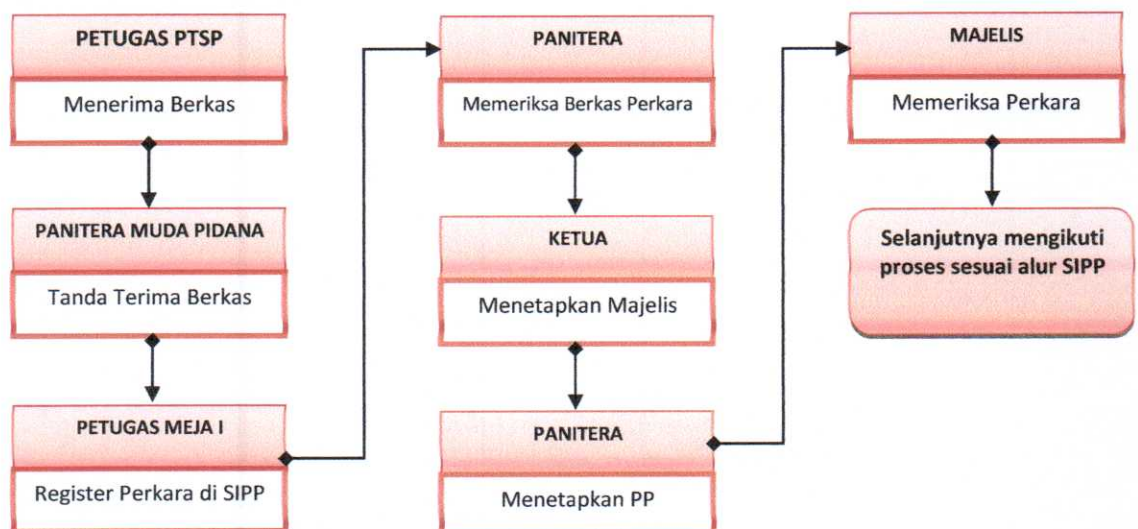 PETUGAS PTSP
Menerima Berkas
PANITERA MUDA PIDANA
Tanda Terima Berkas
PETUGAS MEJA I
Register Perkara di SIPP
PANITERA
Memeriksa Berkas Perkara
KETUA
Menetapkan Majelis
PANITERA
Menetapkan PP
MAJELIS
Memeriksa Perkara
Selanjutnya mengikuti
proses sesuai alur SIPP